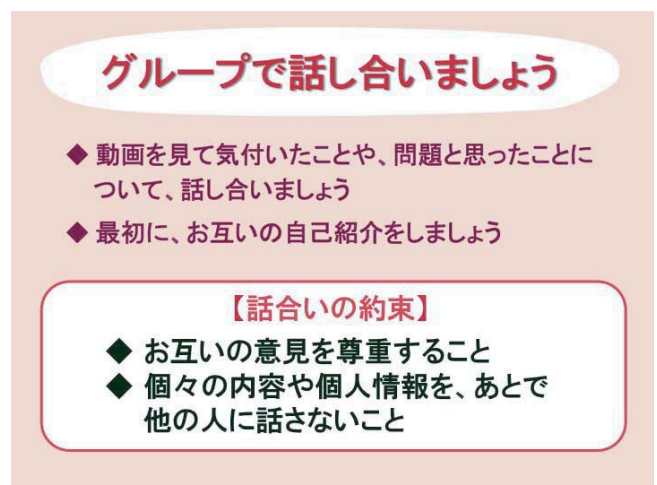 グループで話し合いましょう
◆ 動画を見て気付いたことや、問題と思ったことに
ついて、話し合いましょう
◆ 最初に、お互いの自己紹介をしましょう
【話合いの約束】
◆ お互いの意見を尊重すること
◆ 個々の内容や個人情報を、あとで
他の人に話さないこと